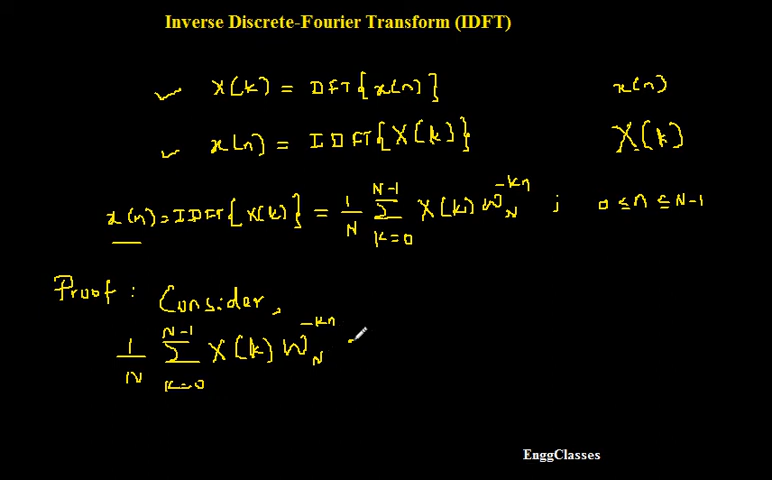 Inverse Discrete-Fourier Transform (IDFT)
✓ X(k) = DFT{x(n)} x(n)
✓ x(n) = IDFT{X(k)} X(k)
x(n) = IDFT{X(k)} = 1/N Σ_{K=0}^{N-1} X(k) W_N^{-kn} ; 0 ≤ n ≤ N-1
Proof : Consider,
1/N Σ_{K=0}^{N-1} X(k) W_N^{-kn}
EnggClasses